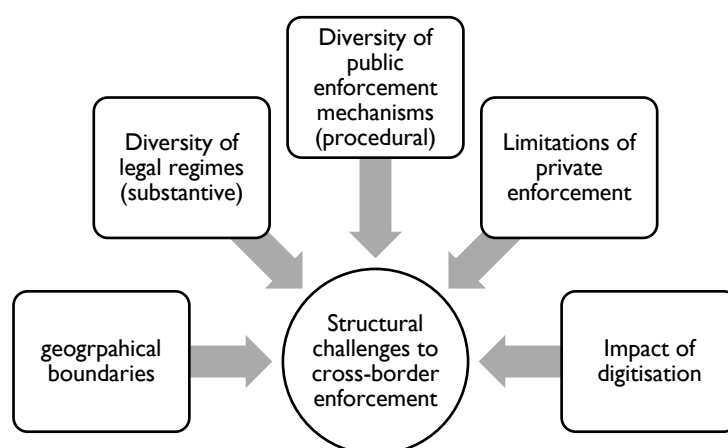 Diversity of
public
enforcement
mechanisms
(procedural)
Diversity of
legal regimes
(substantive)
Limitations of
private
enforcement
geogrpahical
boundaries
Structural
challenges to
cross-border
enforcement
Impact of
digitisation